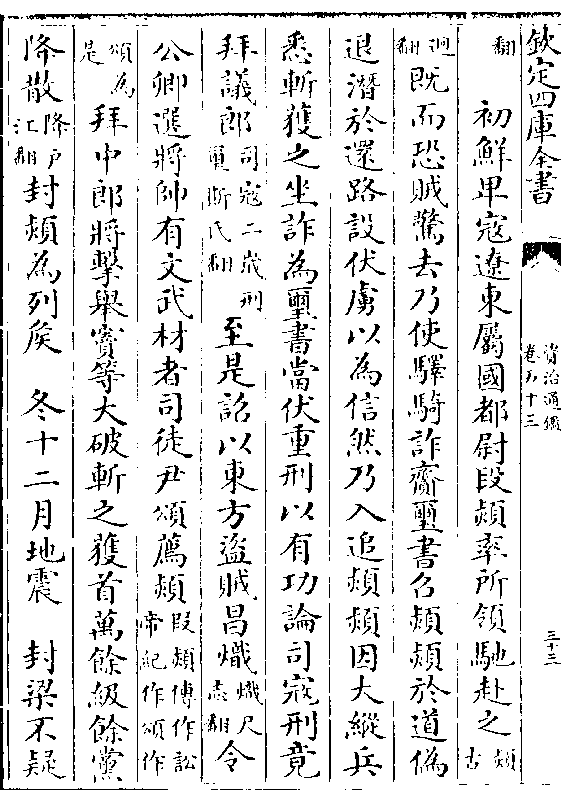 欽定四庫全書
資治通鑑
卷五十三
三十三
翻 初鮮卑寇遼東屬國都尉段熲率所領馳赴之熲古
迥翻既而恐賊驚去乃使驛騎詐齎璽書召熲熲於道偽
退潛於還路設伏虜以為信然乃入追熲熲因大縱兵
悉斬獲之坐詐為璽書當伏重刑以有功論司寇刑竟
拜議郎司寇二歲刑璽斯氏翻至是詔以東方盜賊昌熾熾尺志翻令
公卿選將帥有文武材者司徒尹頌薦熲段熲傳作訟帝紀作頌作
頌為是拜中郎將擊舉竇等大破斬之獲首萬餘級餘黨
降散降戶江翻封熲為列侯 冬十二月地震 封梁不疑